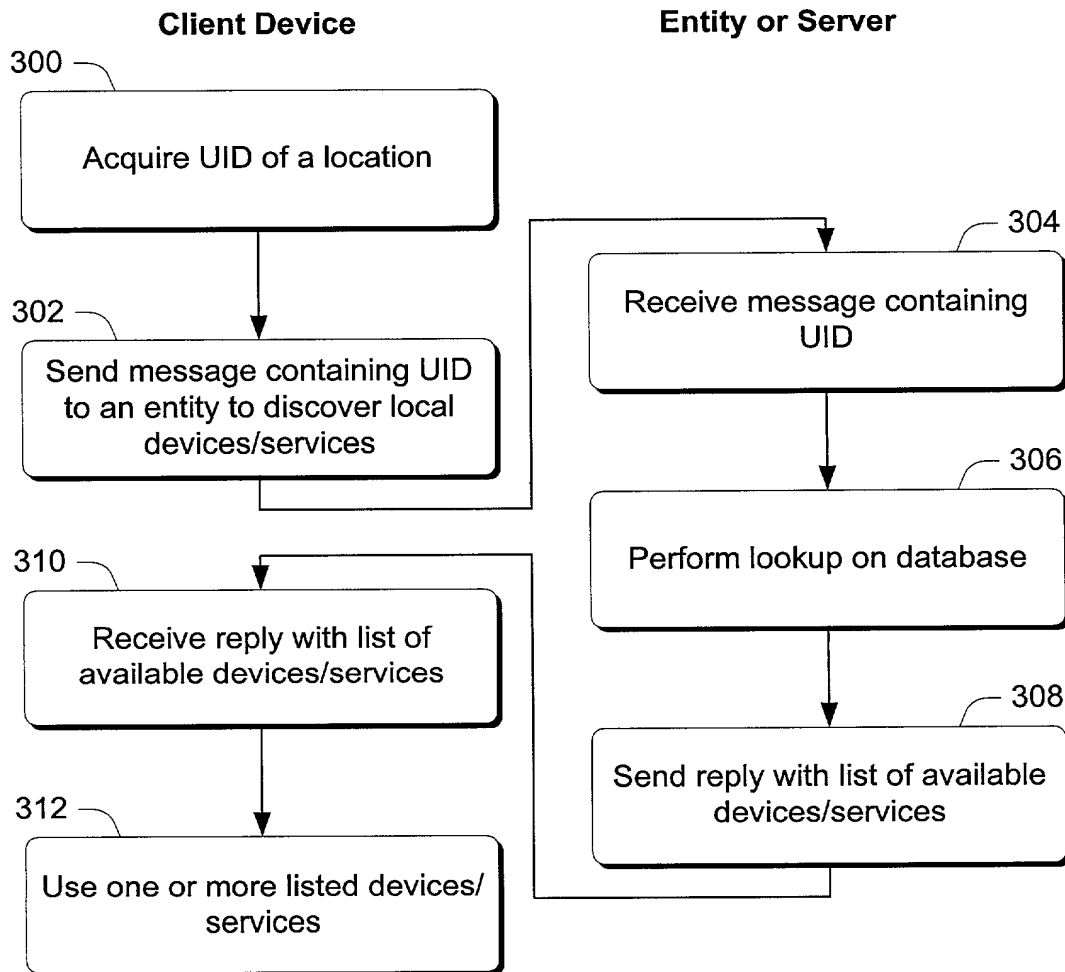 Client Device
Entity or Server
300
Acquire UID of a location
302
Send message containing UID
to an entity to discover local
devices/services
304
Receive message containing
UID
306
Perform lookup on database
308
Send reply with list of available
devices/services
310
Receive reply with list of
available devices/services
312
Use one or more listed devices/
services